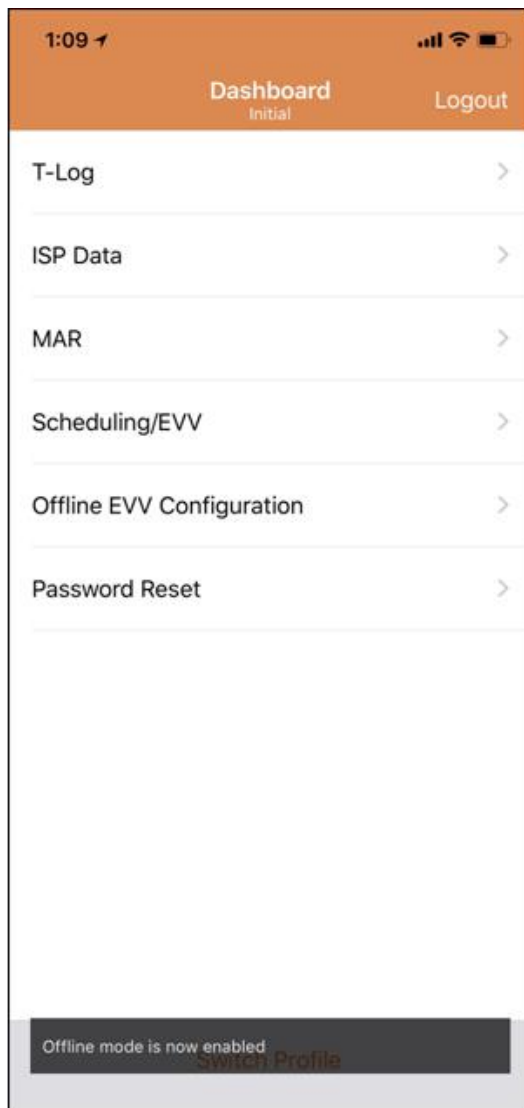 1:09
Dashboard
Initial
Logout
T-Log
ISP Data
MAR
Scheduling/EVV
Offline EVV Configuration
Password Reset
Offline mode is now enabled
Switch Profile